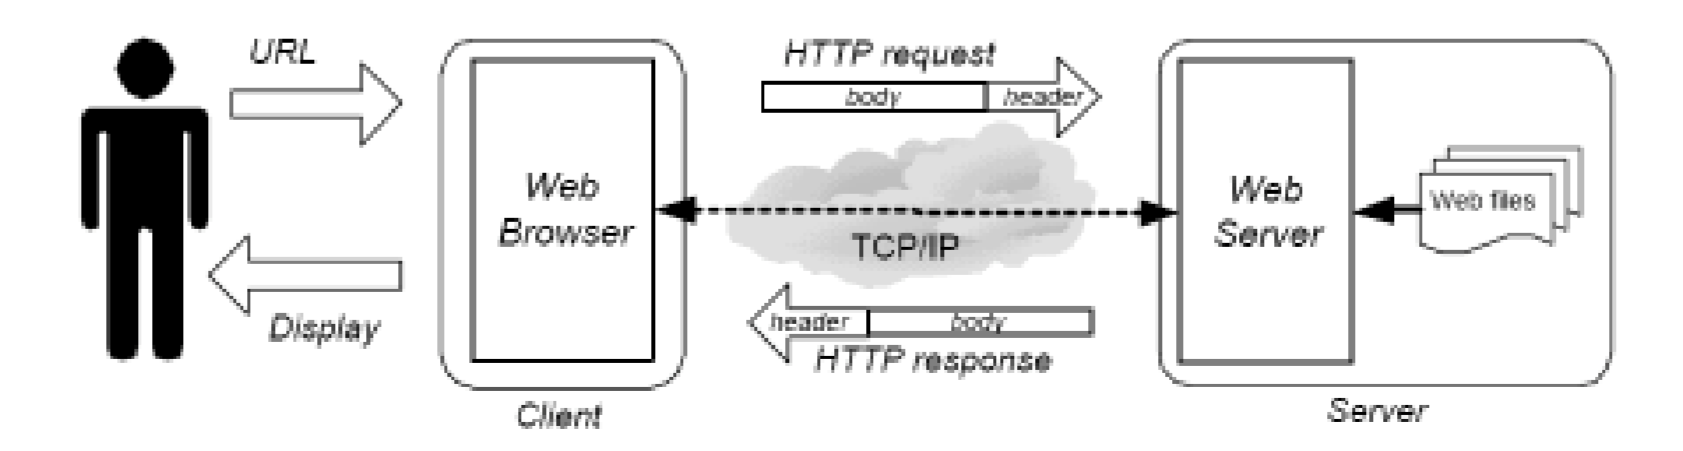 URL
Display
Web
Browser
Client
HTTP request
body
header
TCP/IP
header
body
HTTP response
Web
Server
Web files
Server